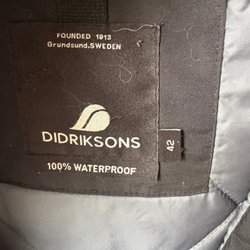 FOUNDED 1913
Grundsund.SWEDEN
DIDRIKSONS
100% WATERPROOF
42